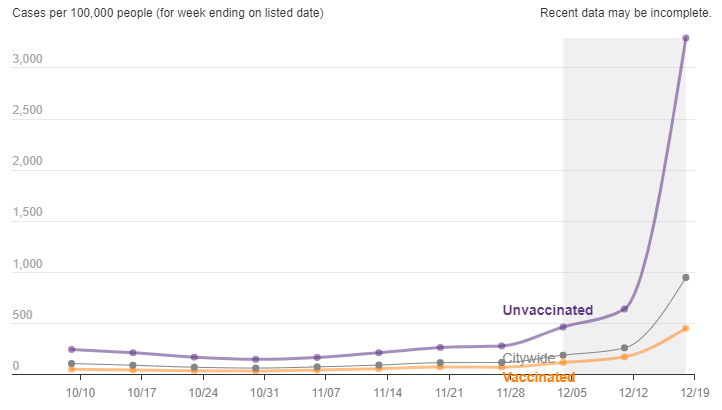 Cases per 100,000 people (for week ending on listed date) Recent data may be incomplete.
3,000
2,500
2,000
1,500
1,000
500
Unvaccinated
Citywide
0
Vaccinated
10/10 10/17 10/24 10/31 11/07 11/14 11/21 11/28 12/05 12/12 12/19